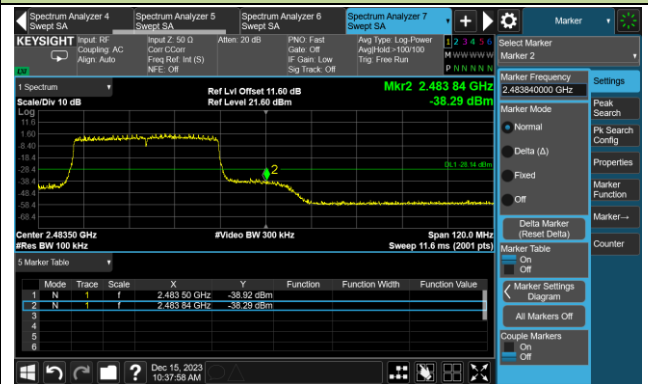 Spectrum Analyzer 4
Swept SA
Spectrum Analyzer 5
Swept SA
Spectrum Analyzer 6
Swept SA
Spectrum Analyzer 7
Swept SA
Marker
KEYSIGHT
Input: RF
Coupling: AC
Align: Auto
Input Z: 50 Ω
Corr CCorr
Freq Ref: Int (S)
NFE: Off
Atten: 20 dB
PNO: Fast
Gate: Off
IF Gain: Low
Sig Track: Off
Avg Type: Log-Power
Avg|Hold >100/100
Trig: Free Run
1 2 3 4 5 6
M W W W W W
P N N N N N
Select Marker
Marker 2
1 Spectrum
Scale/Div 10 dB
Log
Ref Lvl Offset 11.60 dB
Ref Level 21.60 dBm
Mkr2 2.483 84 GHz
-38.29 dBm
11.6
1.60
-8.40
-18.4
-28.4
-38.4
-48.4
-58.4
-68.4
DL1 -28.14 dBm
2
Center 2.48350 GHz
#Res BW 100 kHz
#Video BW 300 kHz
Span 120.0 MHz
Sweep 11.6 ms (2001 pts)
5 Marker Table
Mode Trace Scale X Y Function Function Width Function Value
1 N 1 f 2.483 50 GHz -38.92 dBm
2 N 1 f 2.483 84 GHz -38.29 dBm
3
4
5
6
Dec 15, 2023
10:37:58 AM
Marker Frequency
2.483840000 GHz
Marker Mode
Normal
Delta (Δ)
Fixed
Off
Delta Marker
(Reset Delta)
Marker Table
On
Off
Marker Settings
Diagram
All Markers Off
Couple Markers
On
Off
Settings
Peak
Search
Pk Search
Config
Properties
Marker
Function
Marker→
Counter